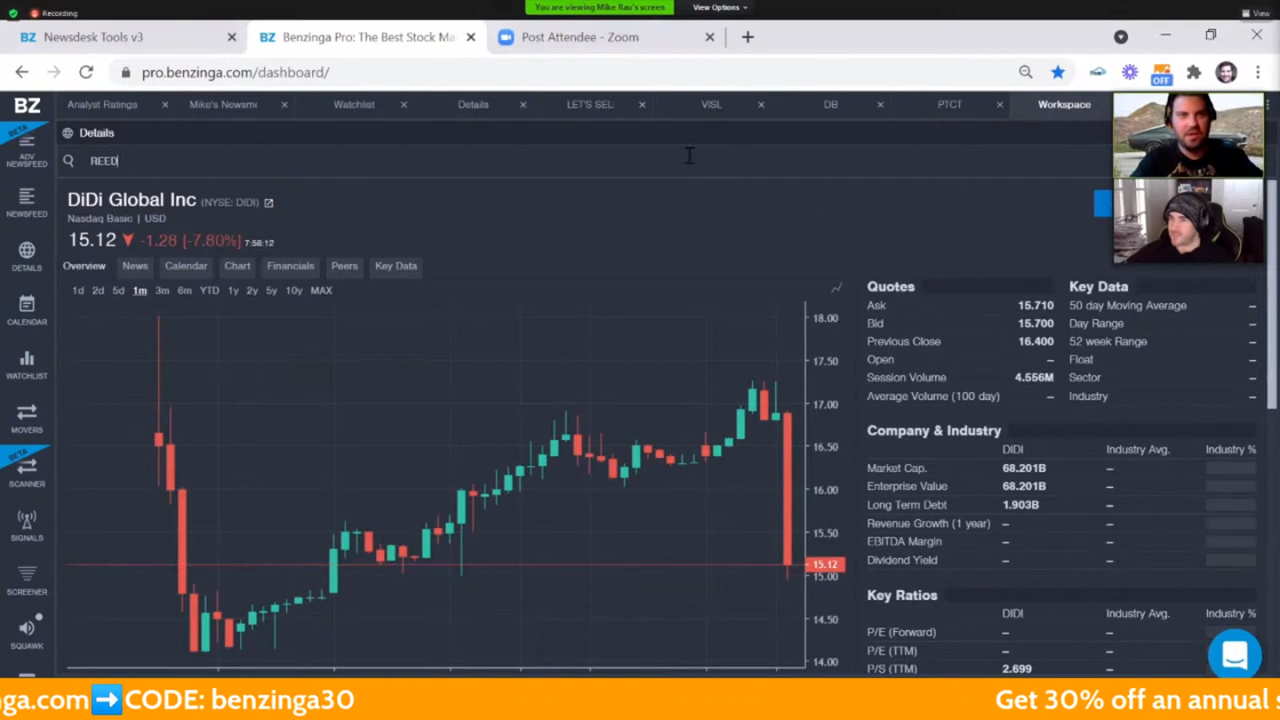 Recording
You are viewing Mike Rau's screen
View Options
View
BZ Newsdesk Tools v3
BZ Benzinga Pro: The Best Stock Ma
Post Attendee - Zoom
pro.benzinga.com/dashboard/
OFF
BZ
Analyst Ratings
Mike's Newsm
Watchlist
Details
LET'S SEL
VISL
DB
PTCT
Workspace
BETA
ADV NEWSFEED
NEWSFEED
DETAILS
CALENDAR
WATCHLIST
MOVERS
BETA
SCANNER
SIGNALS
SCREENER
SQUAWK
Details
REED
DiDi Global Inc (NYSE: DIDI)
Nasdaq Basic | USD
15.12 -1.28 [-7.80%] 7:56:12
Overview News Calendar Chart Financials Peers Key Data
1d 2d 5d 1m 3m 6m YTD 1y 2y 5y 10y MAX
18.00
17.50
17.00
16.50
16.00
15.50
15.12
15.00
14.50
14.00
Quotes
Ask 15.710
Bid 15.700
Previous Close 16.400
Open –
Session Volume 4.556M
Average Volume (100 day) –
Key Data
50 day Moving Average –
Day Range –
52 week Range –
Float –
Sector –
Industry –
Company & Industry
DIDI Industry Avg. Industry %
Market Cap. 68.201B –
Enterprise Value 68.201B –
Long Term Debt 1.903B –
Revenue Growth (1 year) – –
EBITDA Margin – –
Dividend Yield – –
Key Ratios
DIDI Industry Avg. Industry %
P/E (Forward) – –
P/E (TTM) – –
P/S (TTM) 2.699 –
nga.com➡CODE: benzinga30
Get 30% off an annual s